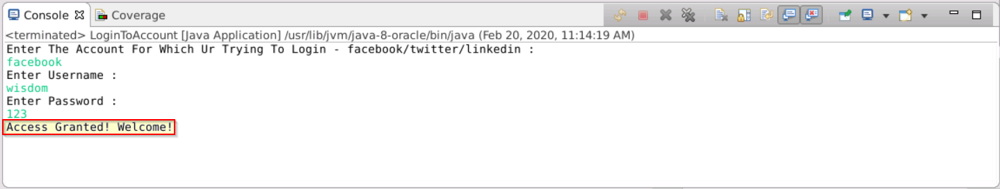 Console Coverage
<terminated> LoginToAccount [Java Application] /usr/lib/jvm/java-8-oracle/bin/java (Feb 20, 2020, 11:14:19 AM)
Enter The Account For Which Ur Trying To Login - facebook/twitter/linkedin :
facebook
Enter Username :
wisdom
Enter Password :
123
Access Granted! Welcome!